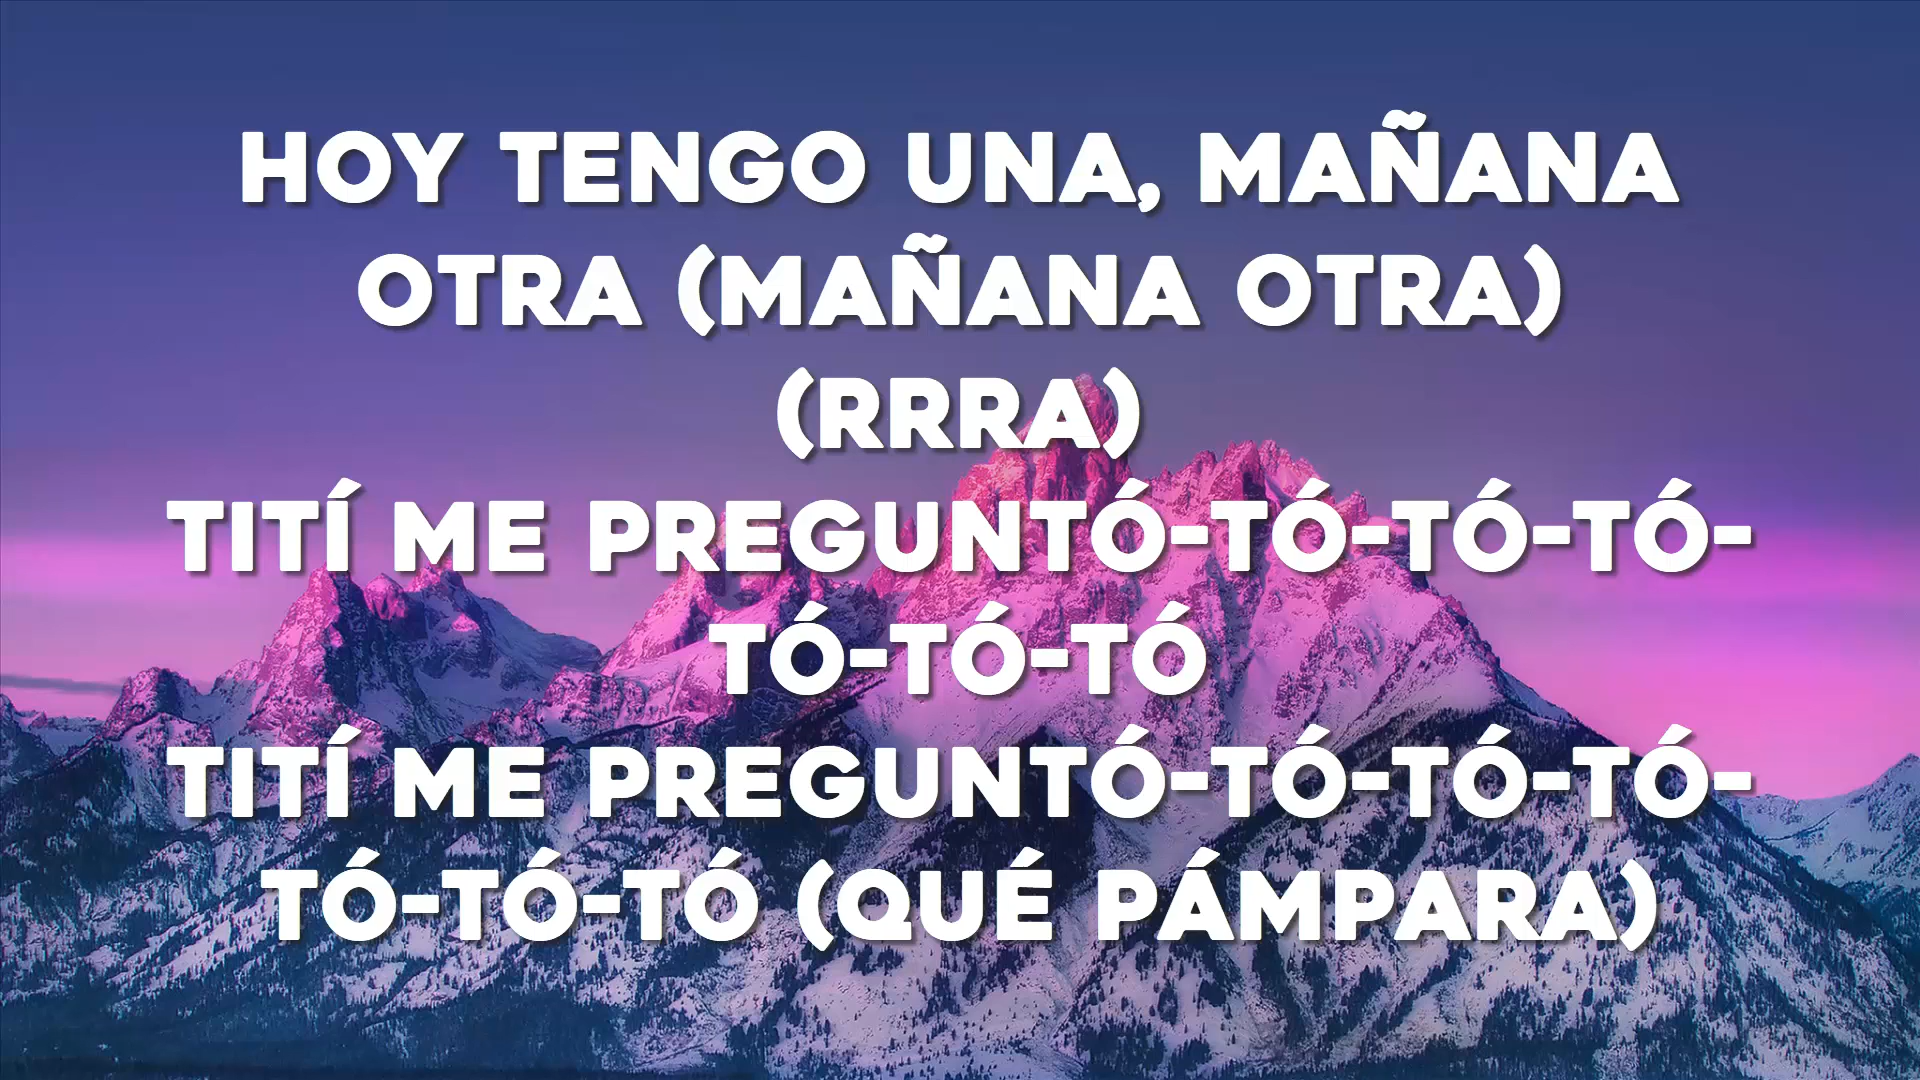 HOY TENGO UNA, MAÑANA
OTRA (MAÑANA OTRA)
(RRRA)
TITÍ ME PREGUNTÓ-TÓ-TÓ-TÓ-
TÓ-TÓ-TÓ
TITÍ ME PREGUNTÓ-TÓ-TÓ-TÓ-
TÓ-TÓ-TÓ (QUÉ PÁMPARA)